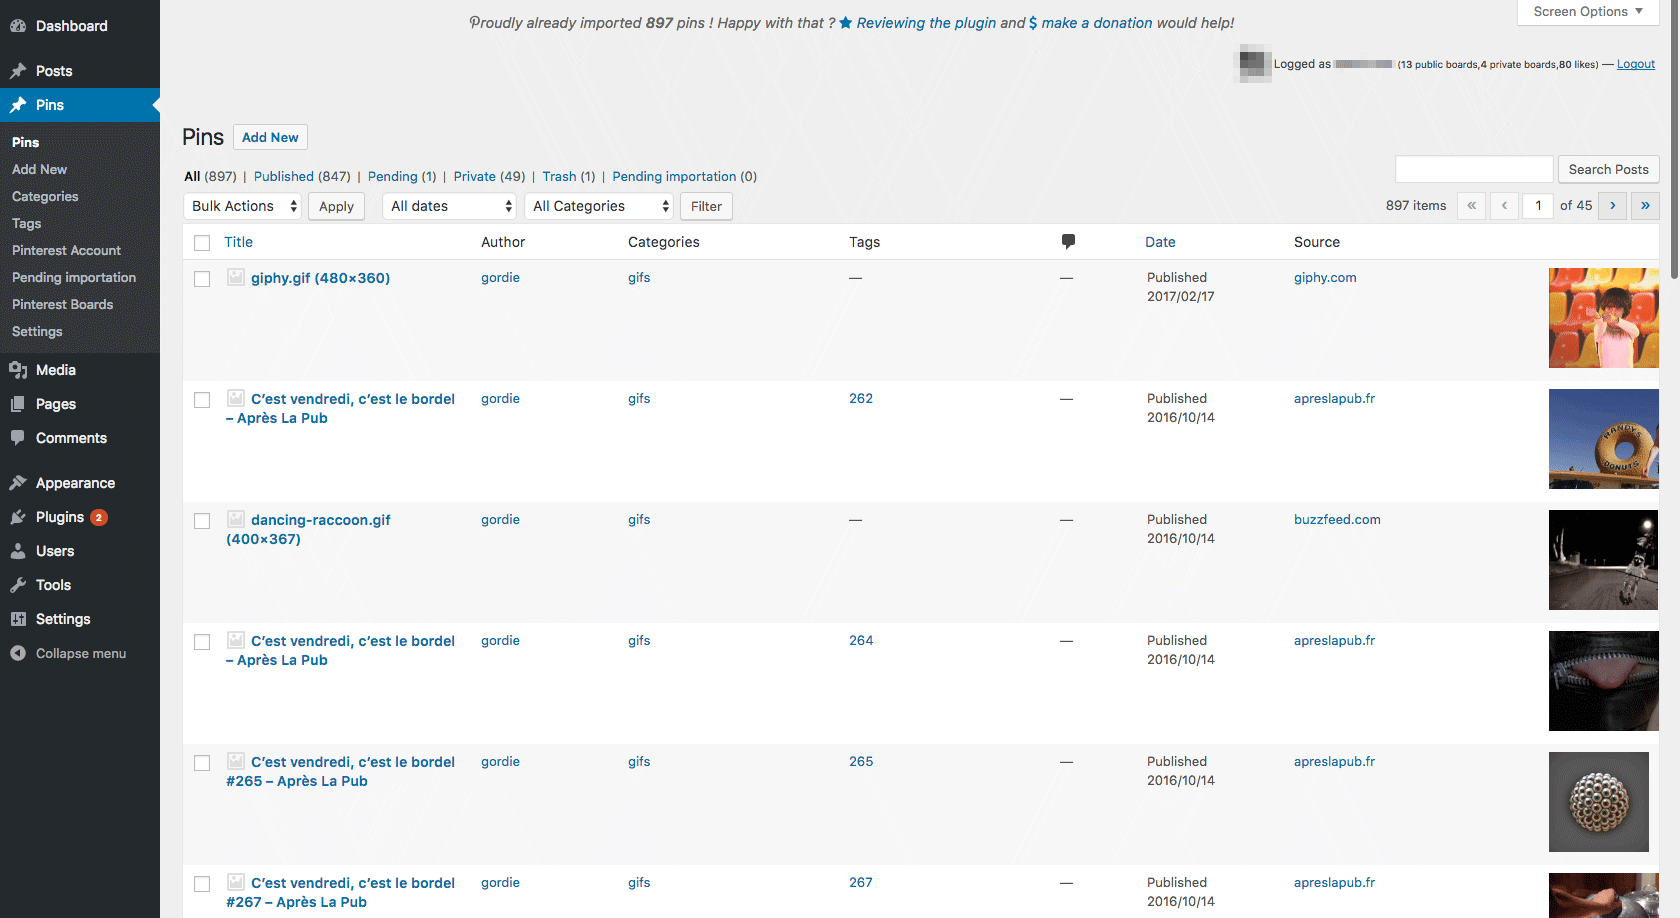 Proudly already imported 897 pins ! Happy with that ? Reviewing the plugin and $ make a donation would help!
Screen Options
Logged as (13 public boards,4 private boards,80 likes) — Logout
Dashboard
Posts
Pins
Pins
Add New
Categories
Tags
Pinterest Account
Pending importation
Pinterest Boards
Settings
Media
Pages
Comments
Appearance
Plugins 2
Users
Tools
Settings
Collapse menu
Pins Add New
All (897) | Published (847) | Pending (1) | Private (49) | Trash (1) | Pending importation (0)
Search Posts
Bulk Actions Apply All dates All Categories Filter
897 items « ‹ 1 of 45 › »
Title Author Categories Tags Date Source
giphy.gif (480×360) gordie gifs — — Published giphy.com
2017/02/17
C’est vendredi, c’est le bordel gordie gifs 262 — Published apreslapub.fr
– Après La Pub 2016/10/14
RANDY'S
DONUTS
dancing-raccoon.gif gordie gifs — — Published buzzfeed.com
(400×367) 2016/10/14
C’est vendredi, c’est le bordel gordie gifs 264 — Published apreslapub.fr
– Après La Pub 2016/10/14
C’est vendredi, c’est le bordel gordie gifs 265 — Published apreslapub.fr
#265 – Après La Pub 2016/10/14
C’est vendredi, c’est le bordel gordie gifs 267 — Published apreslapub.fr
#267 – Après La Pub 2016/10/14